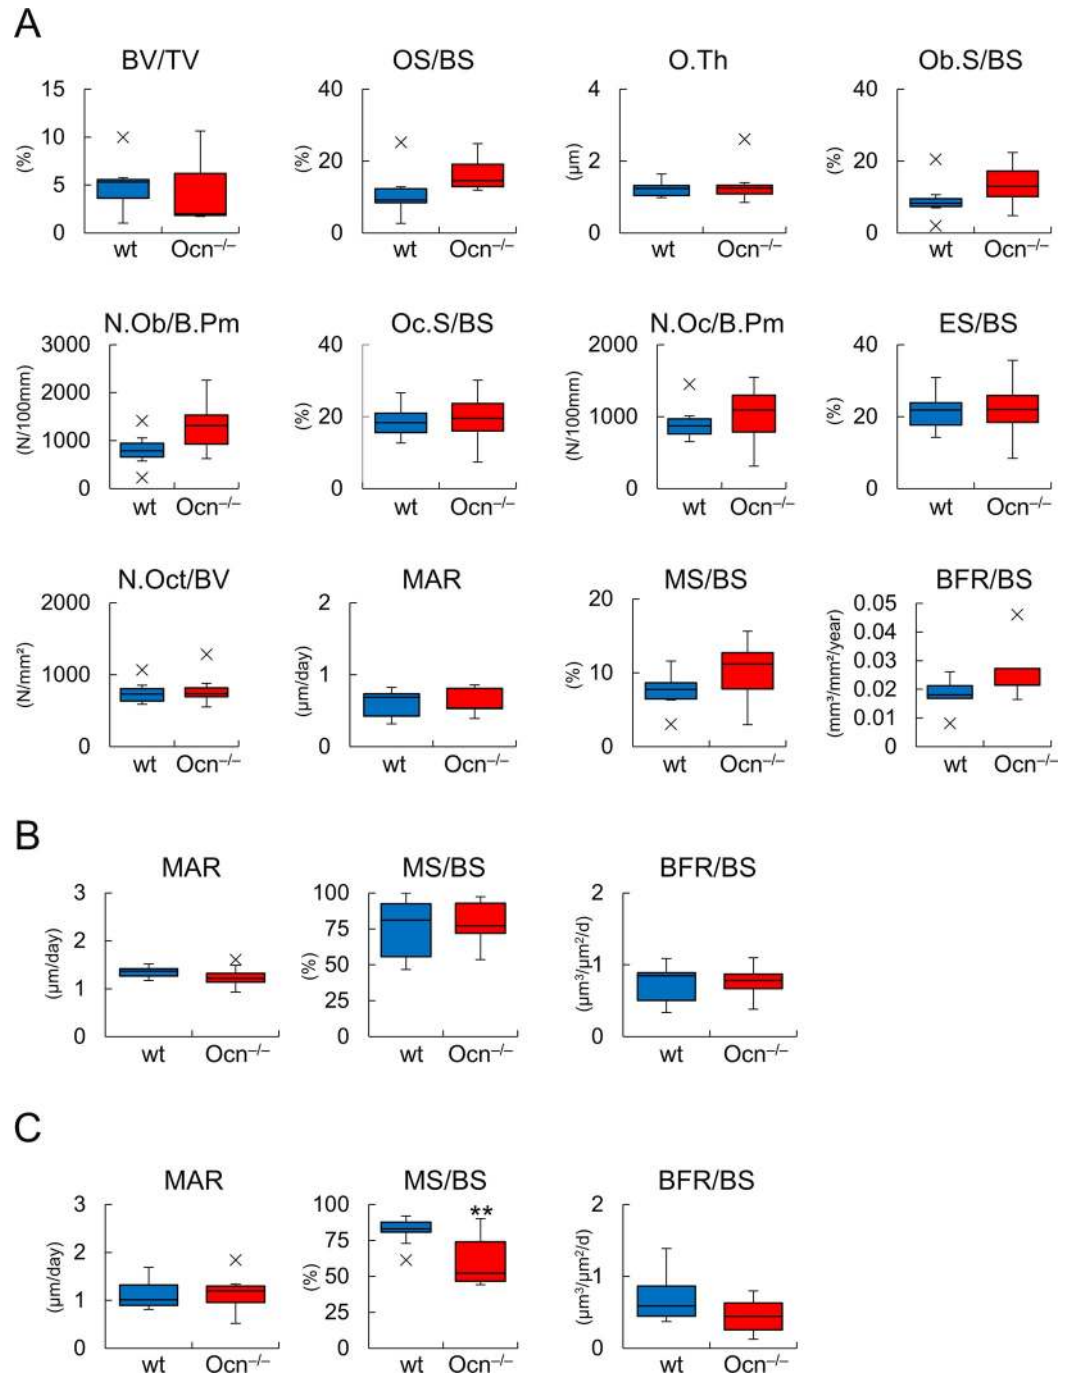 A
BV/TV OS/BS O.Th Ob.S/BS
15 10 5 0 (%) wt Ocn–/–
40 20 0 (%) wt Ocn–/–
4 2 0 (µm) wt Ocn–/–
40 20 0 (%) wt Ocn–/–
N.Ob/B.Pm Oc.S/BS N.Oc/B.Pm ES/BS
3000 2000 1000 0 (N/100mm) wt Ocn–/–
40 20 0 (%) wt Ocn–/–
2000 1000 0 (N/100mm) wt Ocn–/–
40 20 0 (%) wt Ocn–/–
N.Oct/BV MAR MS/BS BFR/BS
2000 1000 0 (N/mm²) wt Ocn–/–
2 1 0 (µm/day) wt Ocn–/–
20 10 0 (%) wt Ocn–/–
0.05 0.04 0.03 0.02 0.01 0 (mm³/mm²/year) wt Ocn–/–
B
MAR MS/BS BFR/BS
3 2 1 0 (µm/day) wt Ocn–/–
100 75 50 25 0 (%) wt Ocn–/–
2 1 0 (µm³/µm²/d) wt Ocn–/–
C
MAR MS/BS BFR/BS
3 2 1 0 (µm/day) wt Ocn–/–
100 75 50 25 0 (%) ** wt Ocn–/–
2 1 0 (µm³/µm²/d) wt Ocn–/–